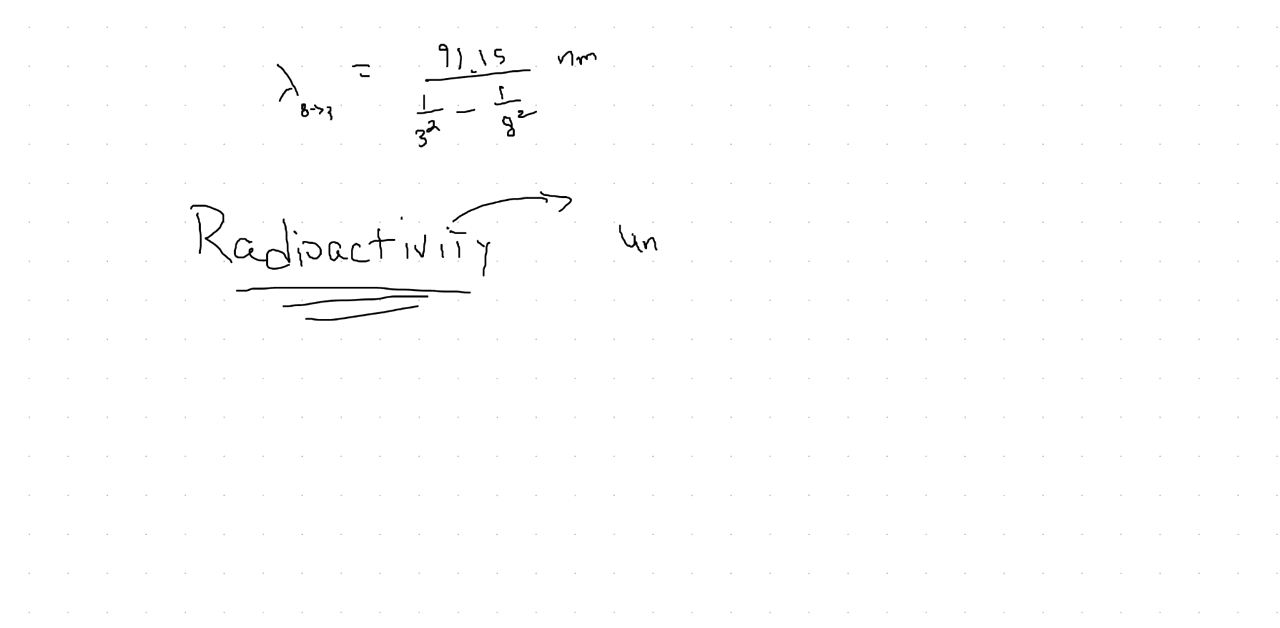 λ₈→₃ = 91.15 / (1/3² − 1/8²) nm
Radioactivity → un